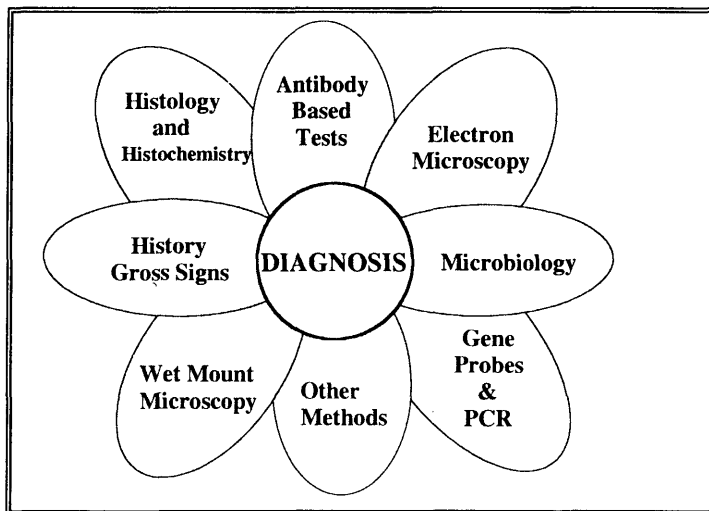 Antibody
Based
Tests
Histology
and
Histochemistry
Electron
Microscopy
History
Gross Signs
DIAGNOSIS
Microbiology
Wet Mount
Microscopy
Other
Methods
Gene
Probes
&
PCR